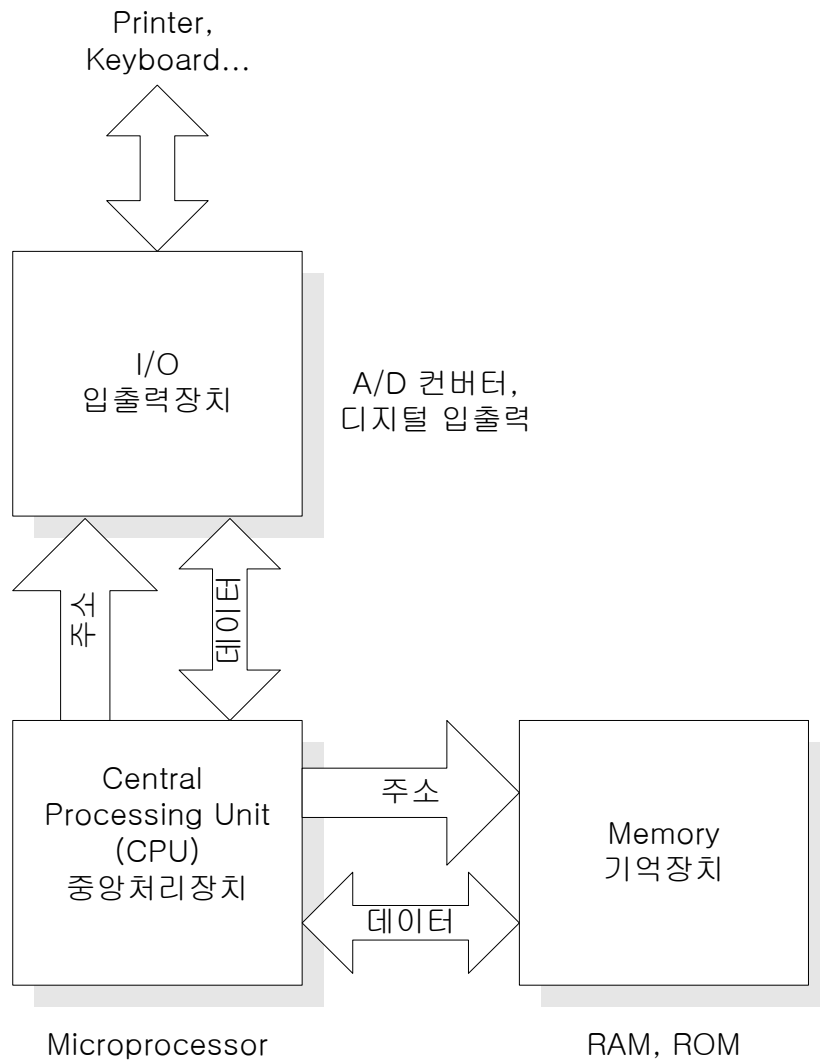 Printer,
Keyboard...
I/O
입출력장치
A/D 컨버터,
디지털 입출력
주소
데이터
Central
Processing Unit
(CPU)
중앙처리장치
주소
데이터
Memory
기억장치
Microprocessor
RAM, ROM